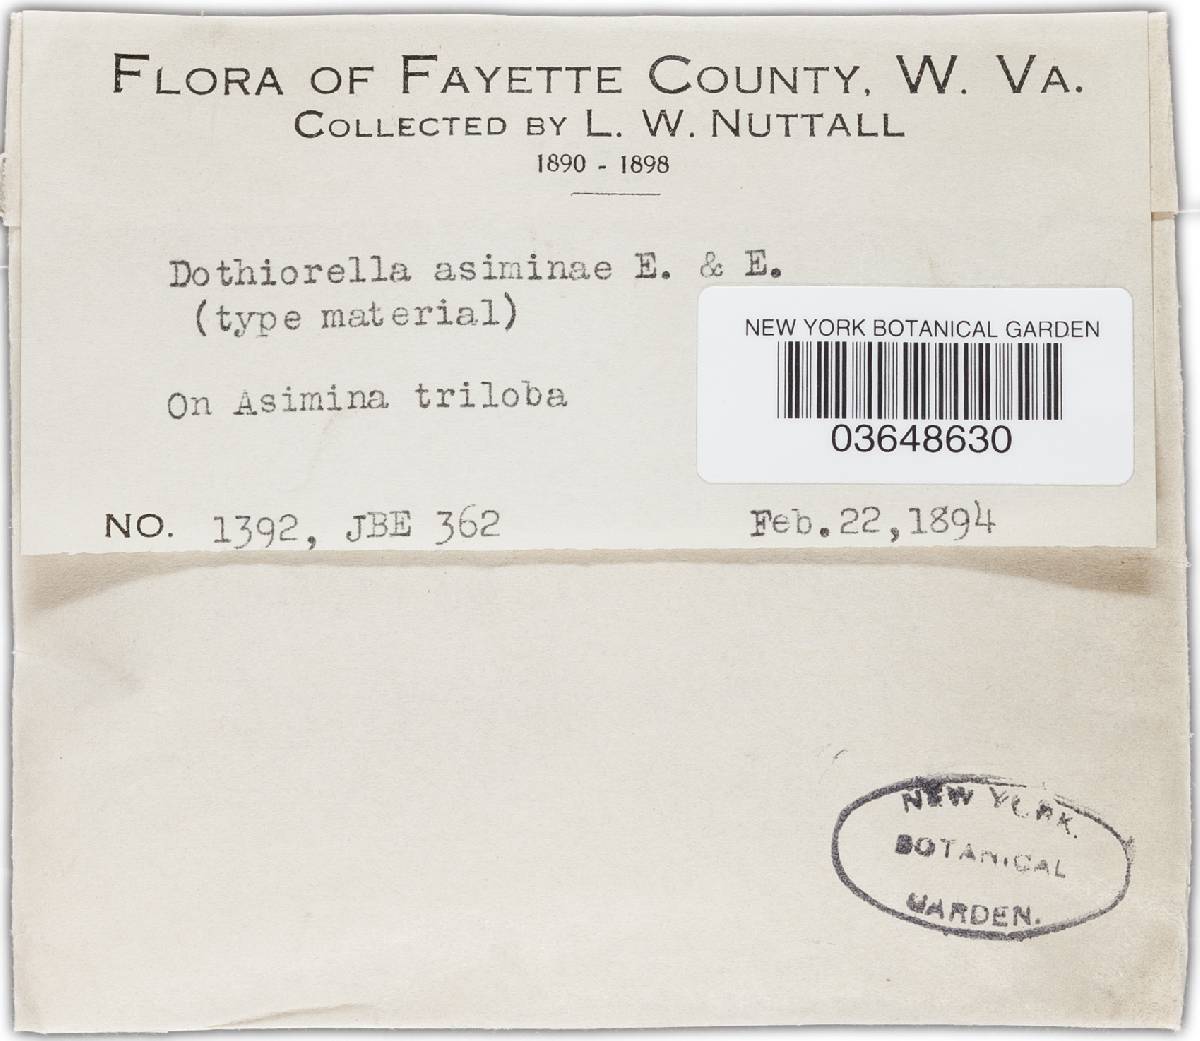 FLORA OF FAYETTE COUNTY, W. VA.
COLLECTED BY L. W. NUTTALL
1890 - 1898
Dothiorella asiminae E. & E.
(type material)
On Asimina triloba
NEW YORK BOTANICAL GARDEN
03648630
NO. 1392, JBE 362 Feb.22,1894
NEW YORK.
BOTANICAL
GARDEN.